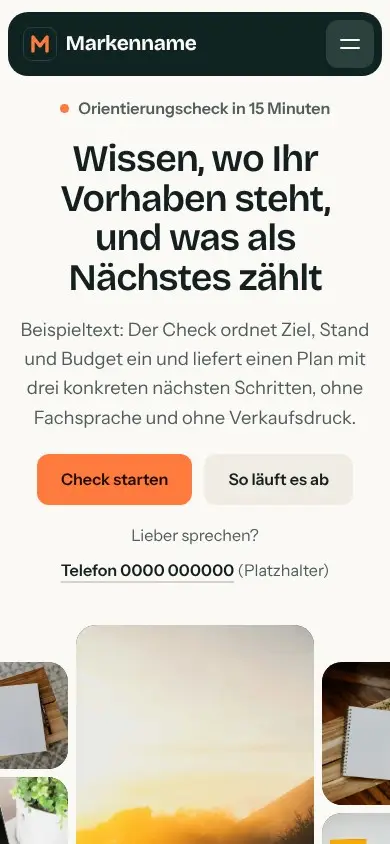 Markenname
Orientierungscheck in 15 Minuten
Wissen, wo Ihr
Vorhaben steht,
und was als
Nächstes zählt
Beispieltext: Der Check ordnet Ziel, Stand
und Budget ein und liefert einen Plan mit
drei konkreten nächsten Schritten, ohne
Fachsprache und ohne Verkaufsdruck.
Check starten
So läuft es ab
Lieber sprechen?
Telefon 0000 000000 (Platzhalter)